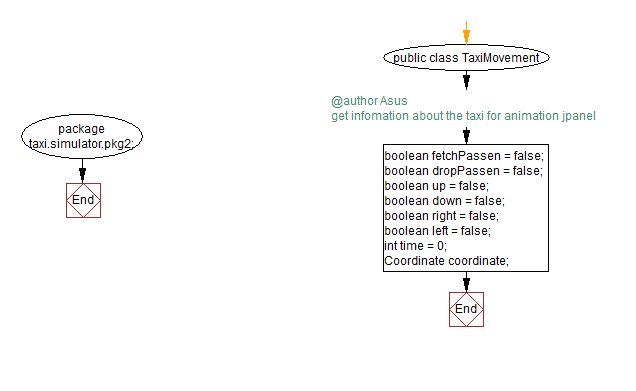 package
taxi.simulator.pkg2;
End
public class TaxiMovement
@author Asus
get infomation about the taxi for animation jpanel
boolean fetchPassen = false;
boolean dropPassen = false;
boolean up = false;
boolean down = false;
boolean right = false;
boolean left = false;
int time = 0;
Coordinate coordinate;
End